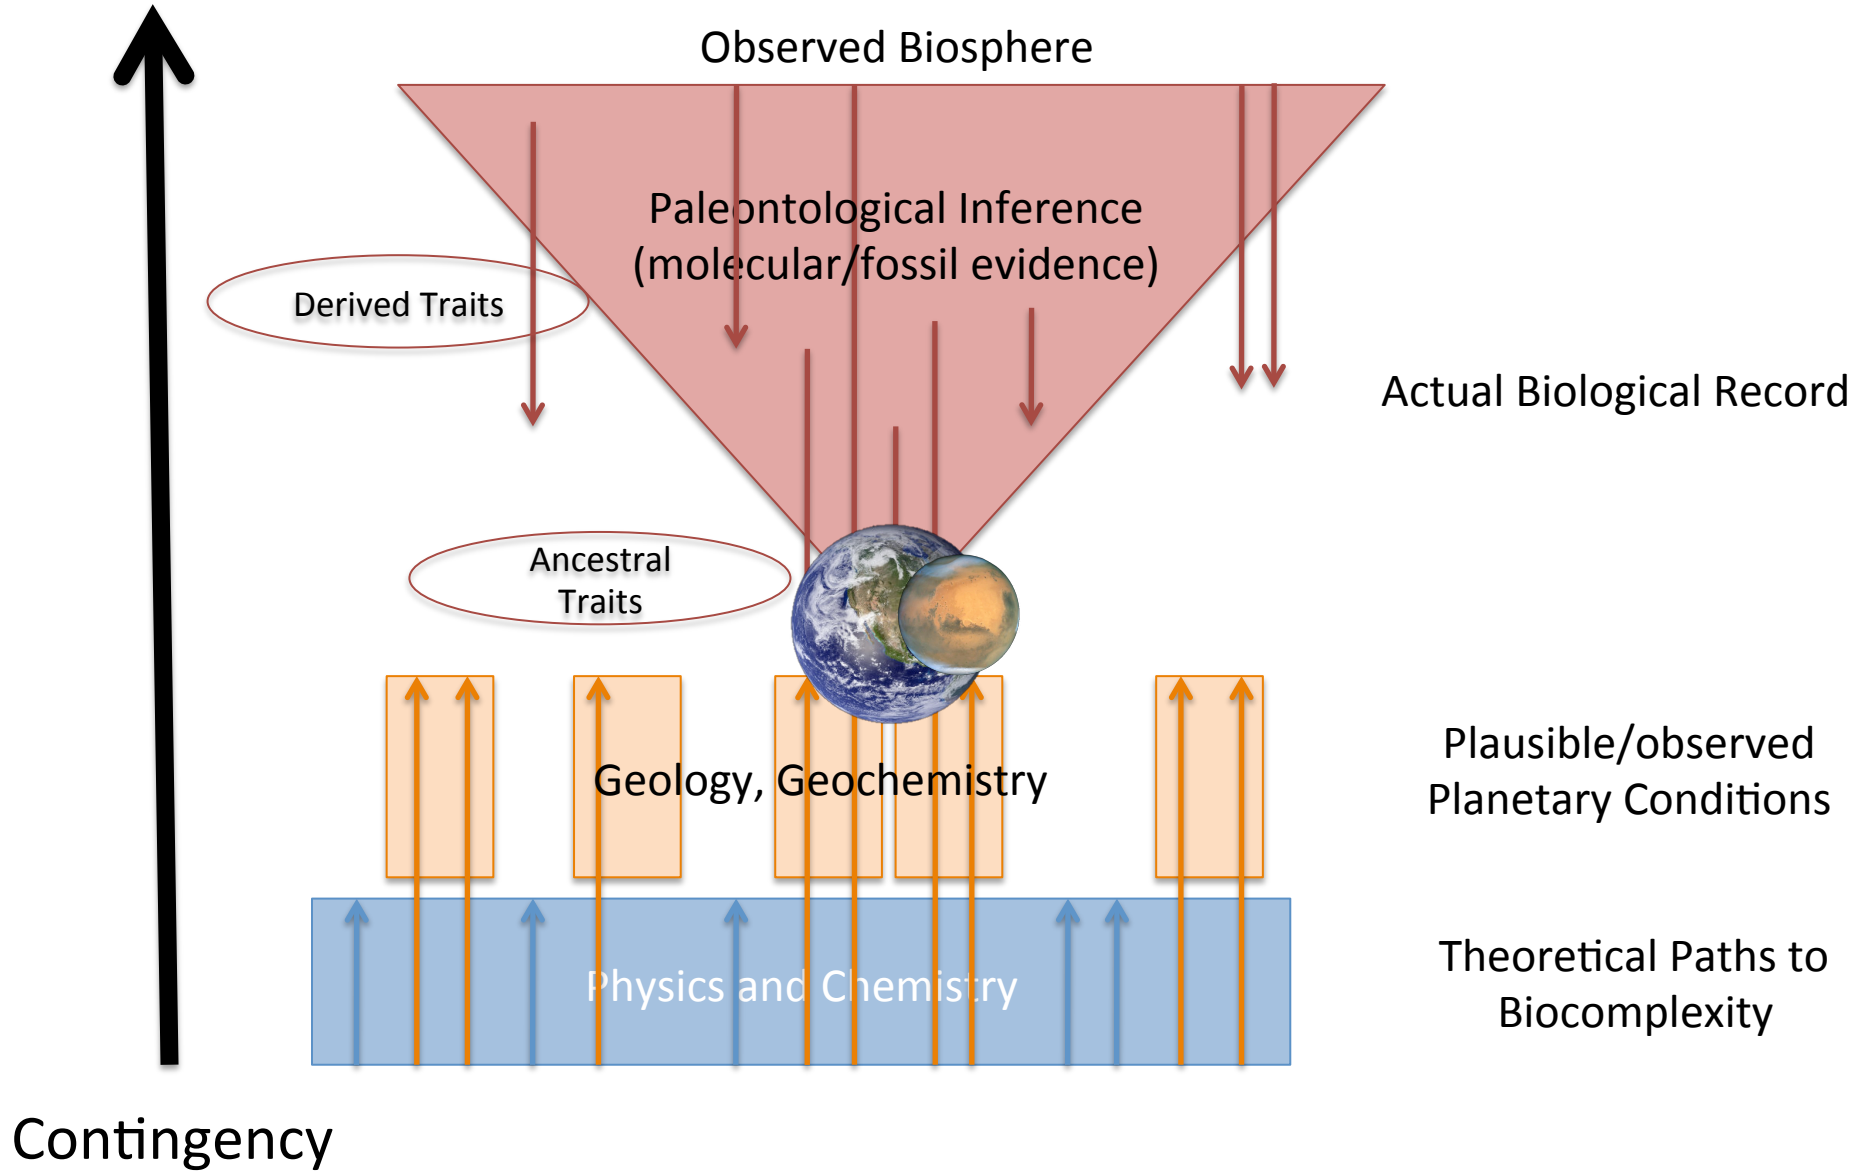 Observed Biosphere
Paleontological Inference
(molecular/fossil evidence)
Derived Traits
Actual Biological Record
Ancestral
Traits
Plausible/observed
Planetary Conditions
Geology, Geochemistry
Theoretical Paths to
Biocomplexity
Physics and Chemistry
Contingency